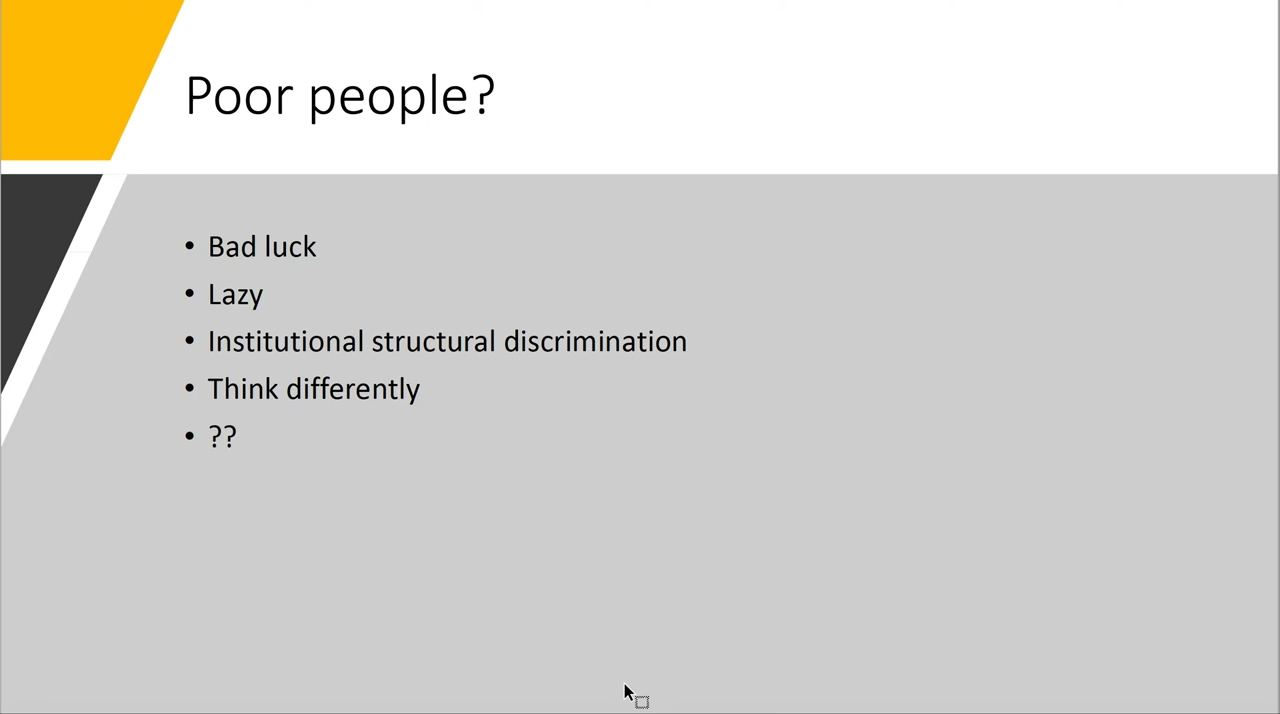 Poor people?
• Bad luck
• Lazy
• Institutional structural discrimination
• Think differently
• ??